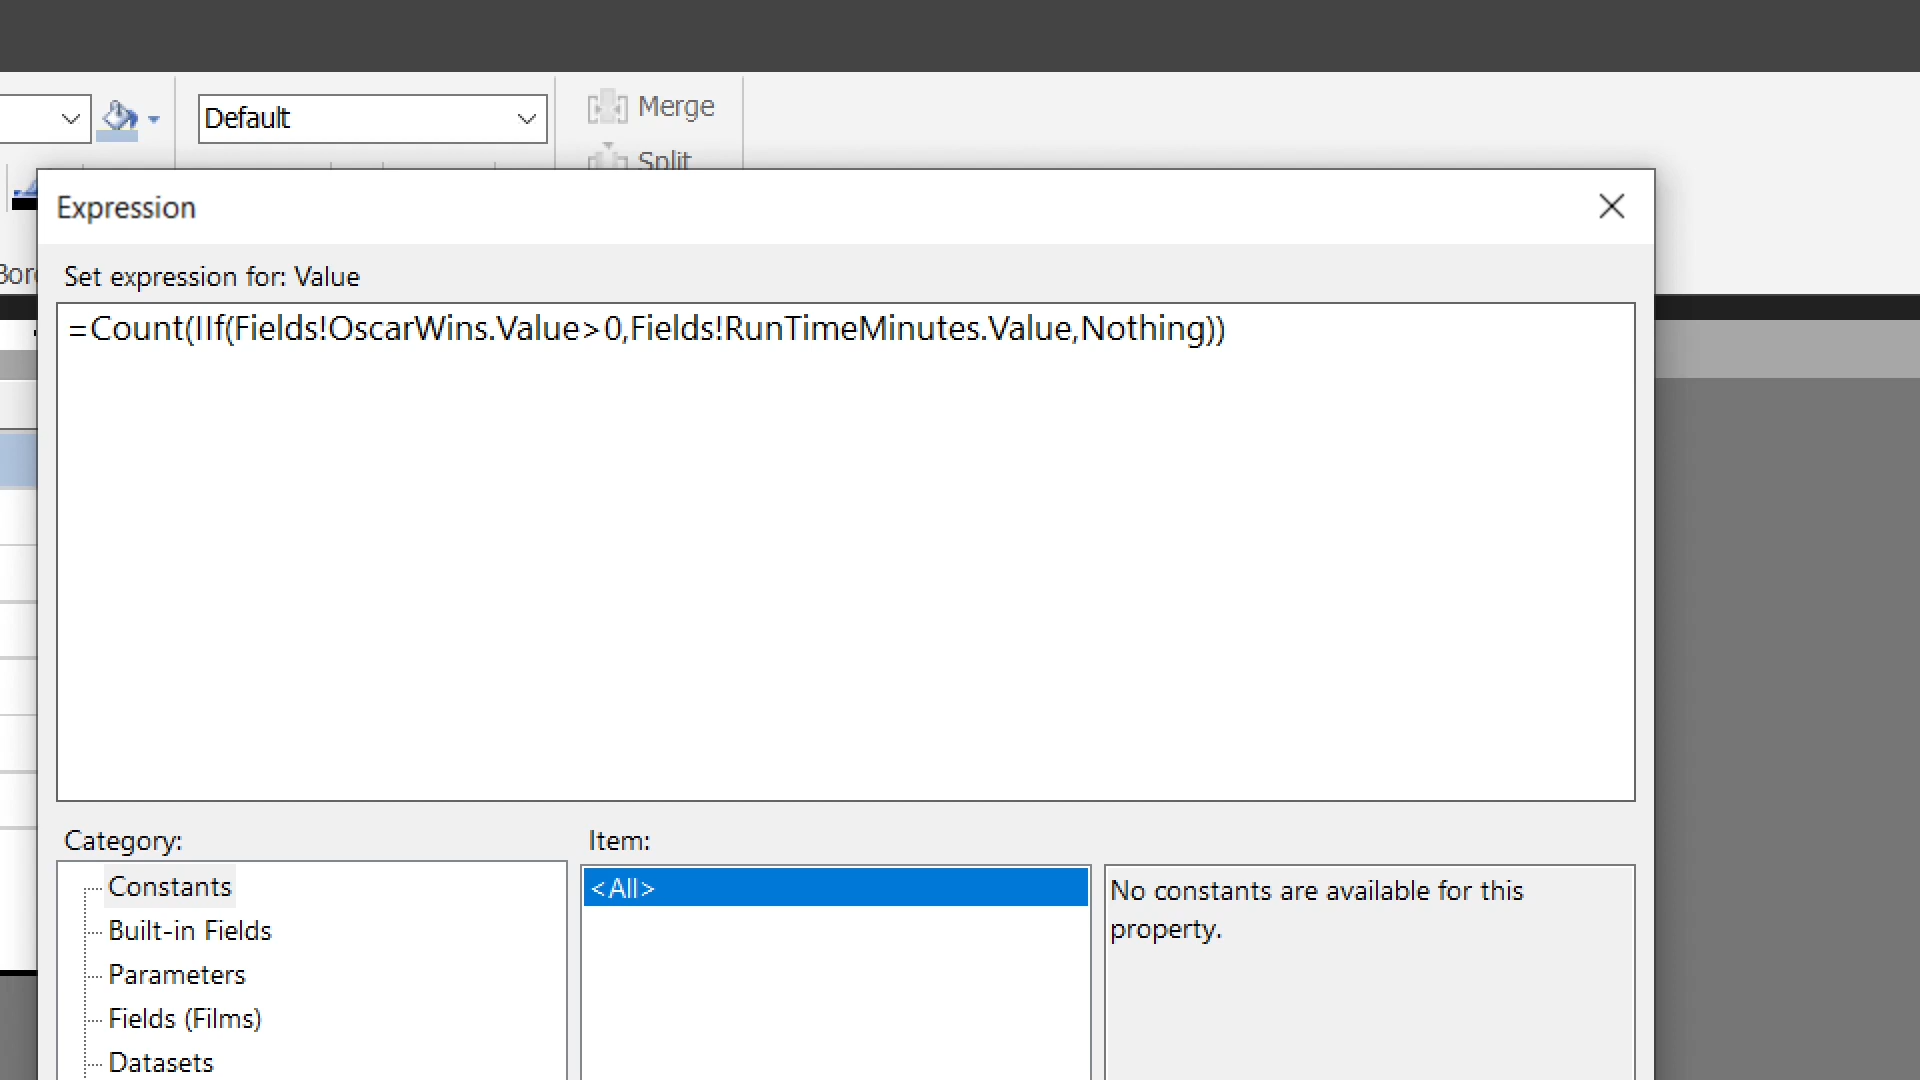 Default
Merge
Split
Expression
Set expression for: Value
=Count(IIf(Fields!OscarWins.Value>0,Fields!RunTimeMinutes.Value,Nothing))
Category:
Item:
Constants
<All>
No constants are available for this
property.
Built-in Fields
Parameters
Fields (Films)
Datasets